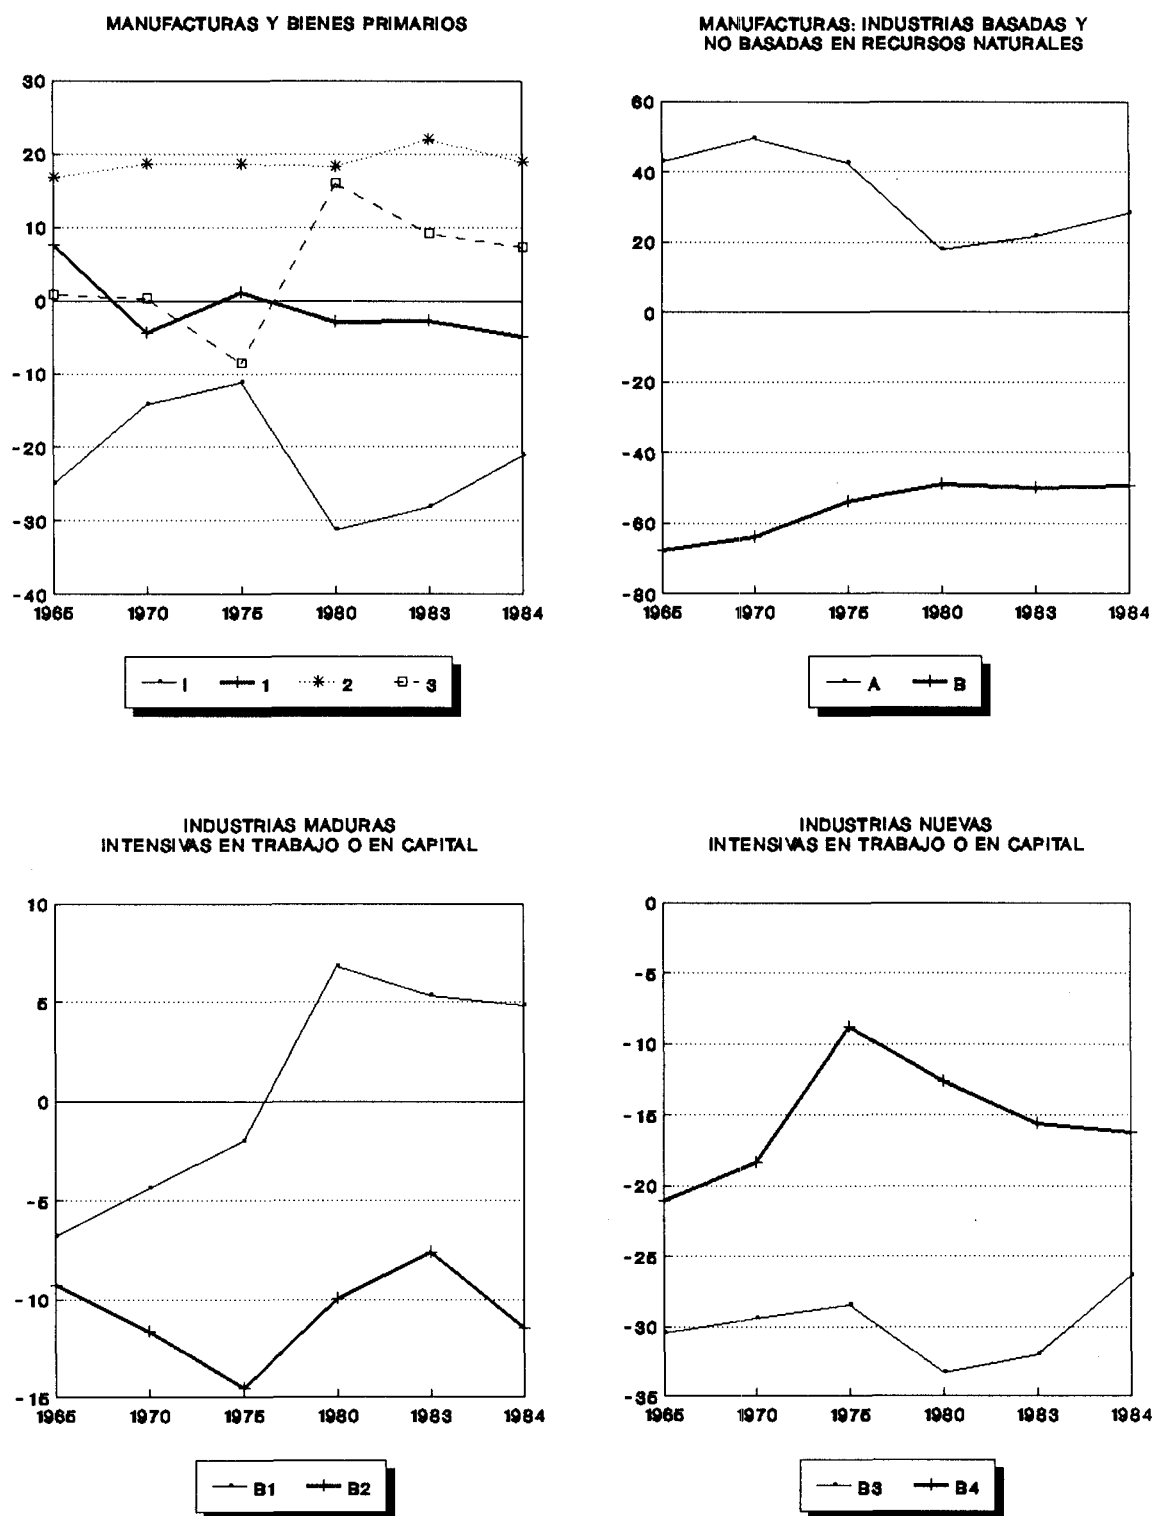 MANUFACTURAS Y BIENES PRIMARIOS
30
20
10
0
-10
-20
-30
-40
1965 1970 1975 1980 1983 1984
I 1 2 3
MANUFACTURAS: INDUSTRIAS BASADAS Y
NO BASADAS EN RECURSOS NATURALES
60
40
20
0
-20
-40
-60
-80
1965 1970 1975 1980 1983 1984
A B
INDUSTRIAS MADURAS
INTENSIVAS EN TRABAJO O EN CAPITAL
10
5
0
-5
-10
-15
1965 1970 1975 1980 1983 1984
B1 B2
INDUSTRIAS NUEVAS
INTENSIVAS EN TRABAJO O EN CAPITAL
0
-5
-10
-15
-20
-25
-30
-35
1965 1970 1975 1980 1983 1984
B3 B4